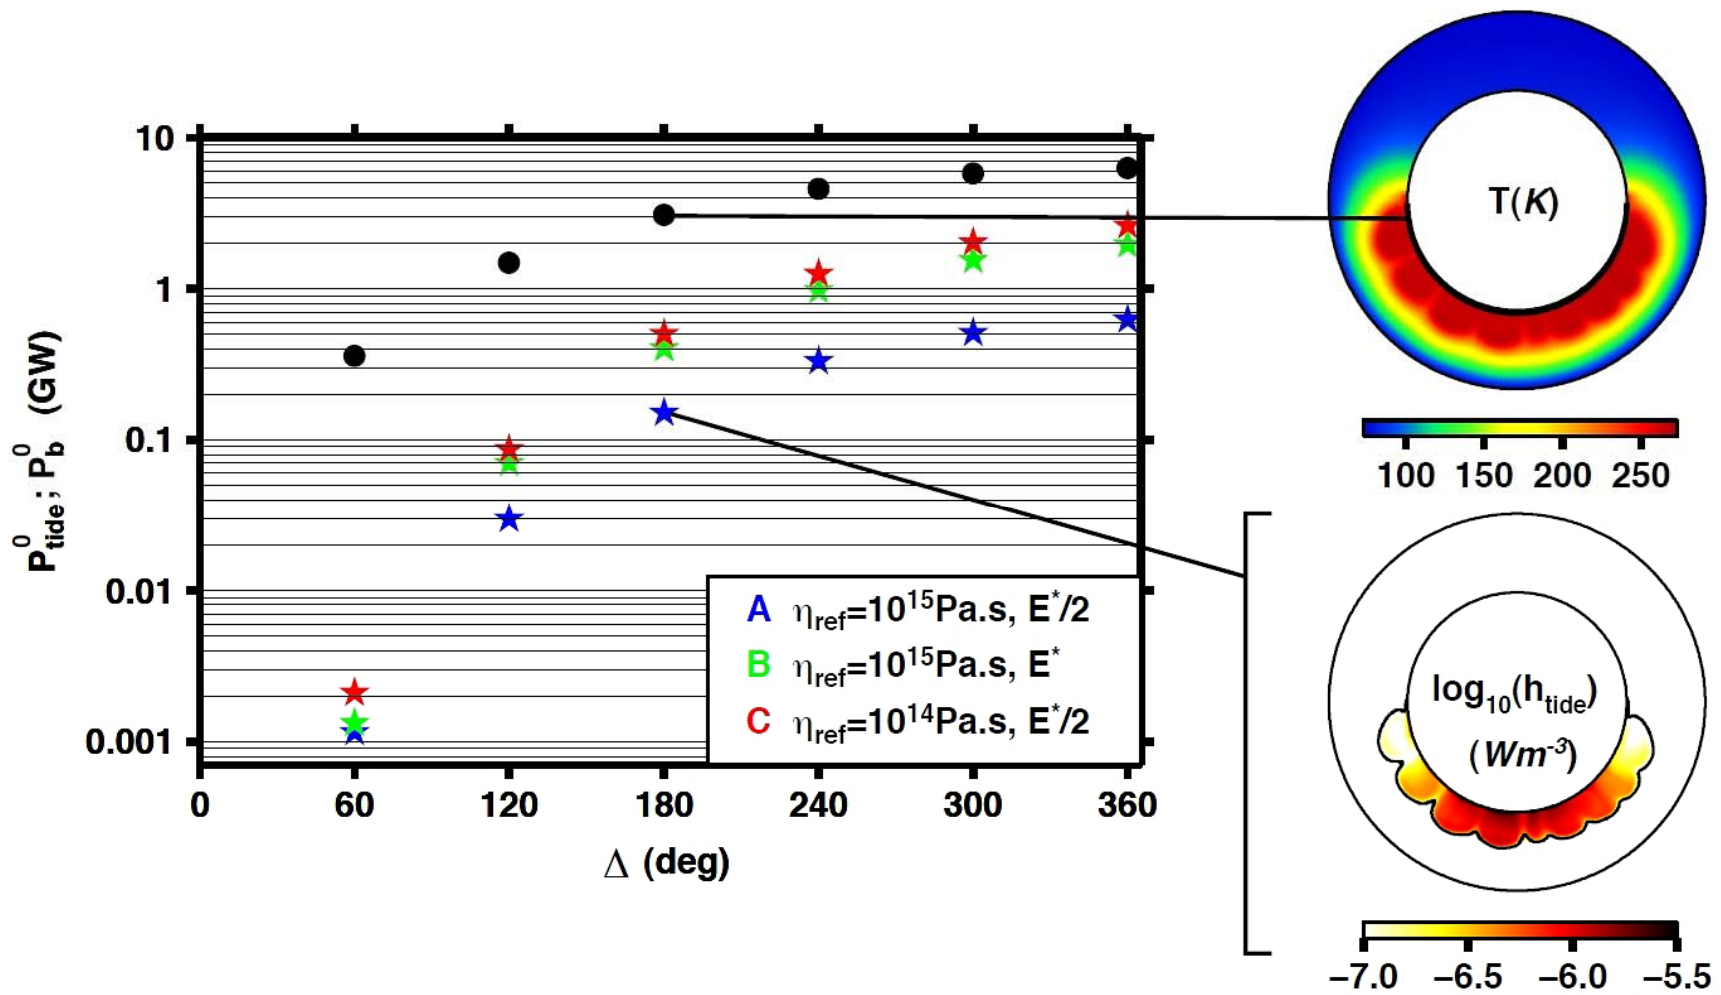 10
1
0.1
0.01
0.001
P⁰tide; P⁰b (GW)
0 60 120 180 240 300 360
Δ (deg)
A ηref=10¹⁵Pa.s, E*/2
B ηref=10¹⁵Pa.s, E*
C ηref=10¹⁴Pa.s, E*/2
T(K)
100 150 200 250
log₁₀(htide)
(Wm⁻³)
−7.0 −6.5 −6.0 −5.5